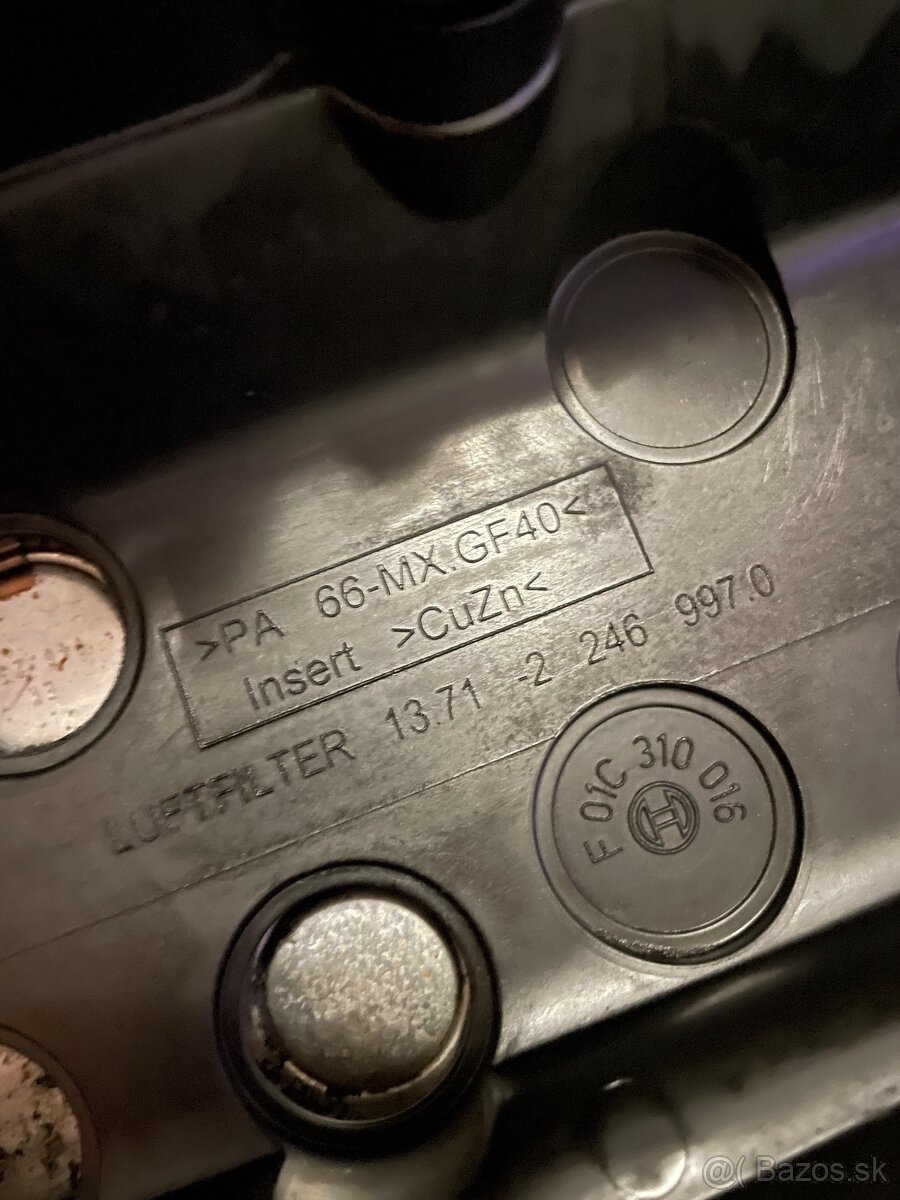 >PA 66-MX.GF40<
Insert >CuZn<
LUFTFILTER 13.71 -2 246 997.0
F 01C 310 016
@( Bazos.sk